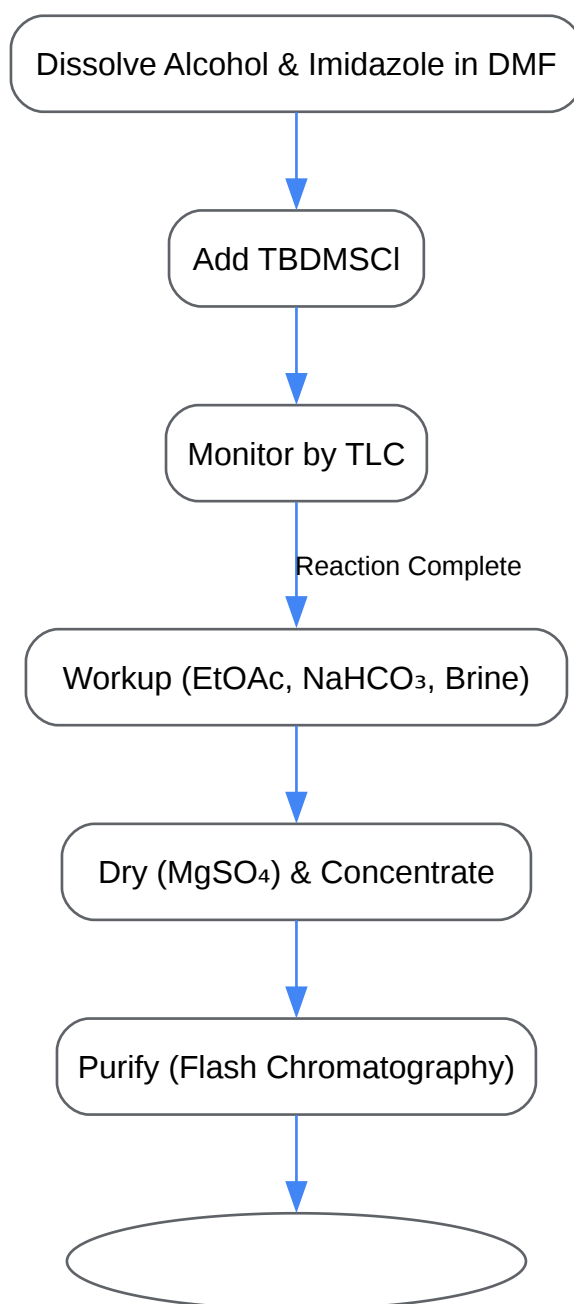 Dissolve Alcohol & Imidazole in DMF
Add TBDMSCl
Monitor by TLC
Reaction Complete
Workup (EtOAc, NaHCO₃, Brine)
Dry (MgSO₄) & Concentrate
Purify (Flash Chromatography)